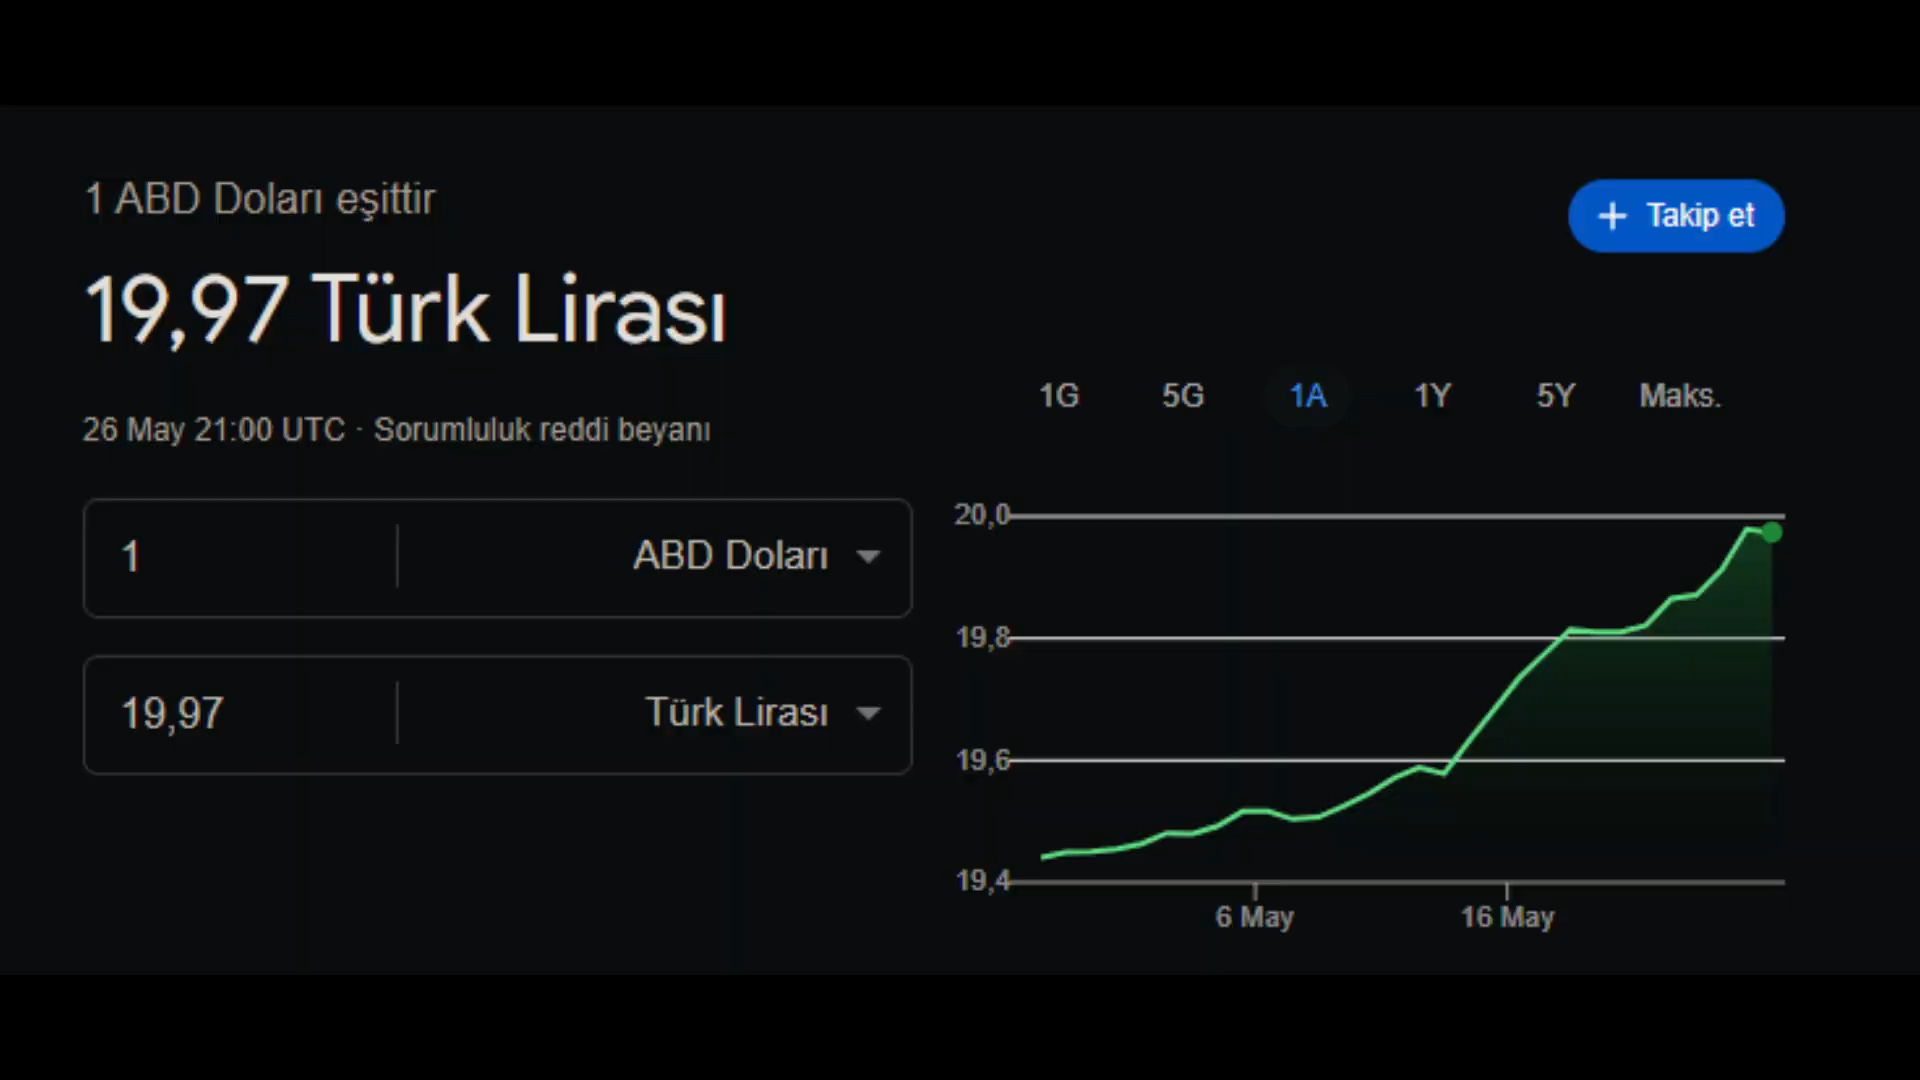 1 ABD Doları eşittir
+ Takip et
19,97 Türk Lirası
26 May 21:00 UTC · Sorumluluk reddi beyanı
1G 5G 1A 1Y 5Y Maks.
1 ABD Doları
19,97 Türk Lirası
20,0
19,8
19,6
19,4
6 May 16 May